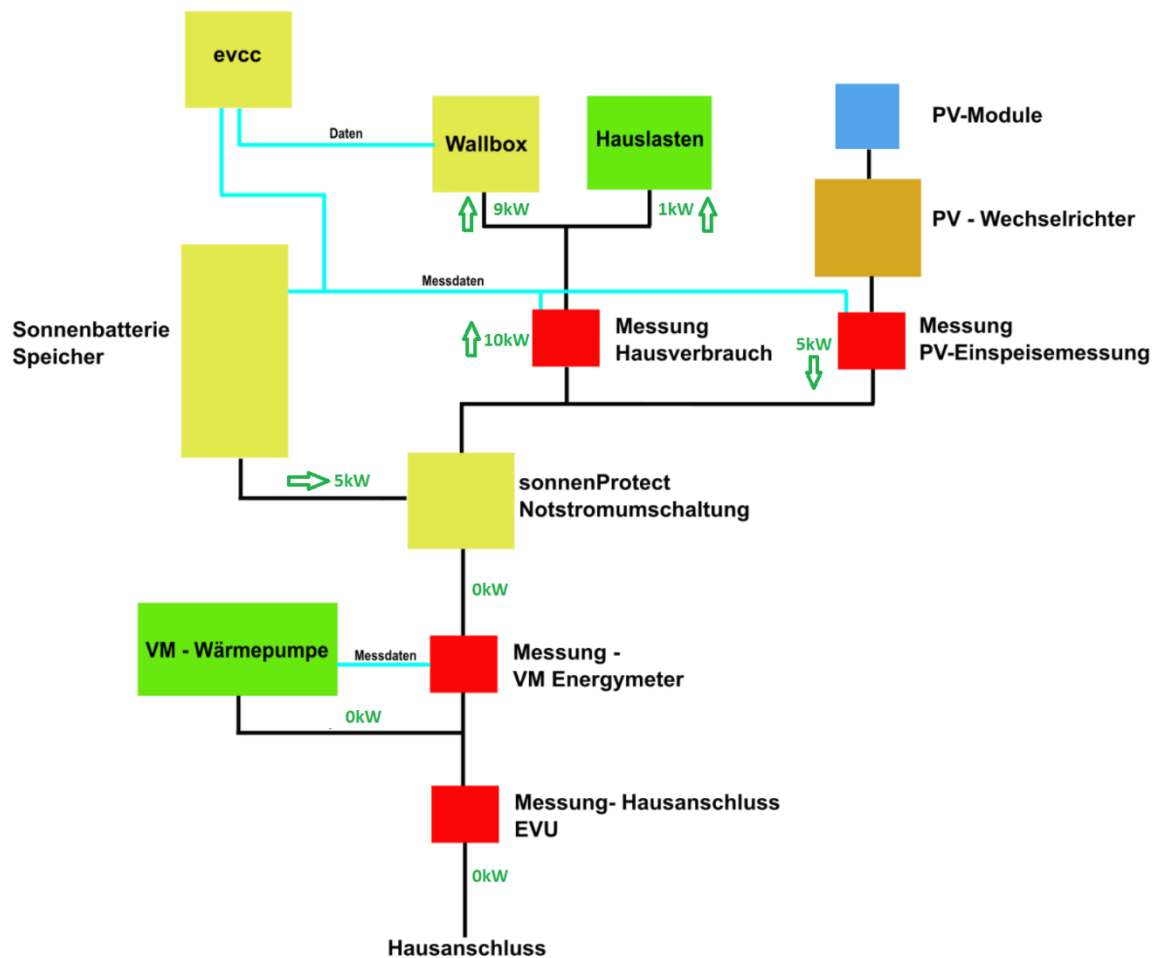 evcc
Daten
Wallbox
Hauslasten
PV-Module
9kW
1kW
PV - Wechselrichter
Messdaten
Sonnenbatterie
Speicher
10kW
Messung
Hausverbrauch
5kW
Messung
PV-Einspeisemessung
5kW
sonnenProtect
Notstromumschaltung
0kW
VM - Wärmepumpe
Messdaten
Messung -
VM Energymeter
0kW
Messung- Hausanschluss
EVU
0kW
Hausanschluss